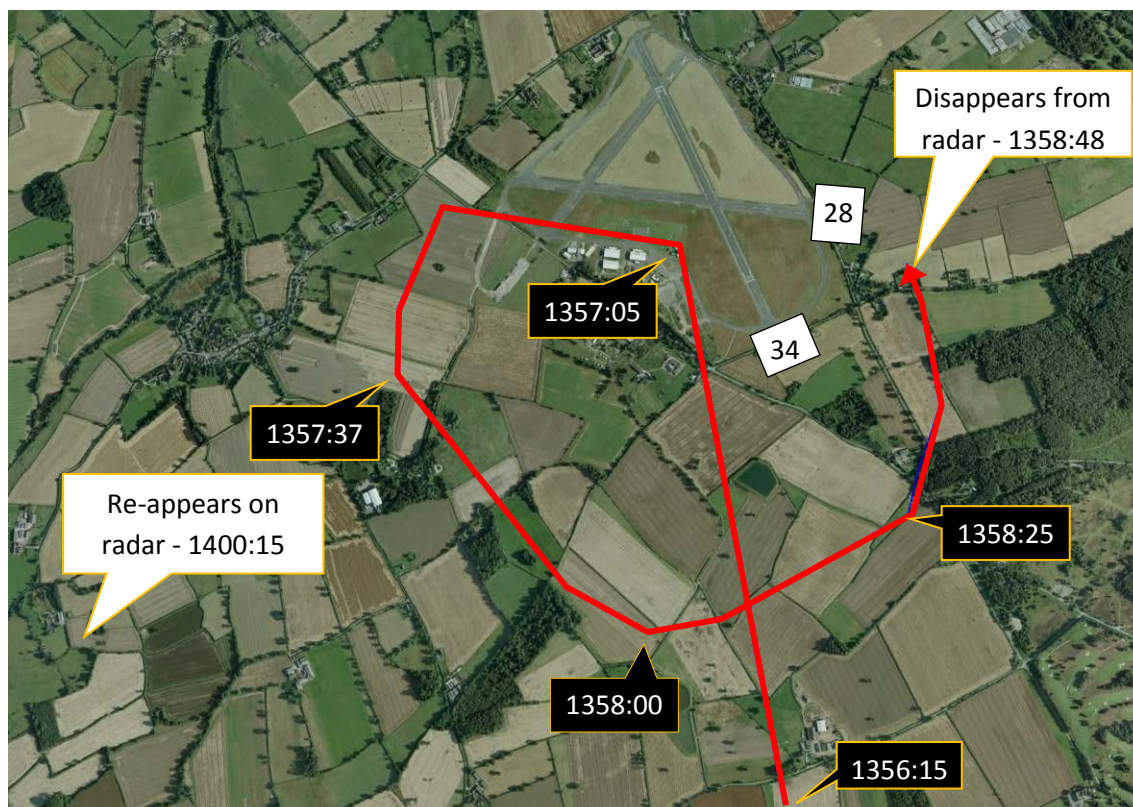 Disappears from
radar - 1358:48
28
1357:05
34
1357:37
Re-appears on
radar - 1400:15
1358:25
1358:00
1356:15